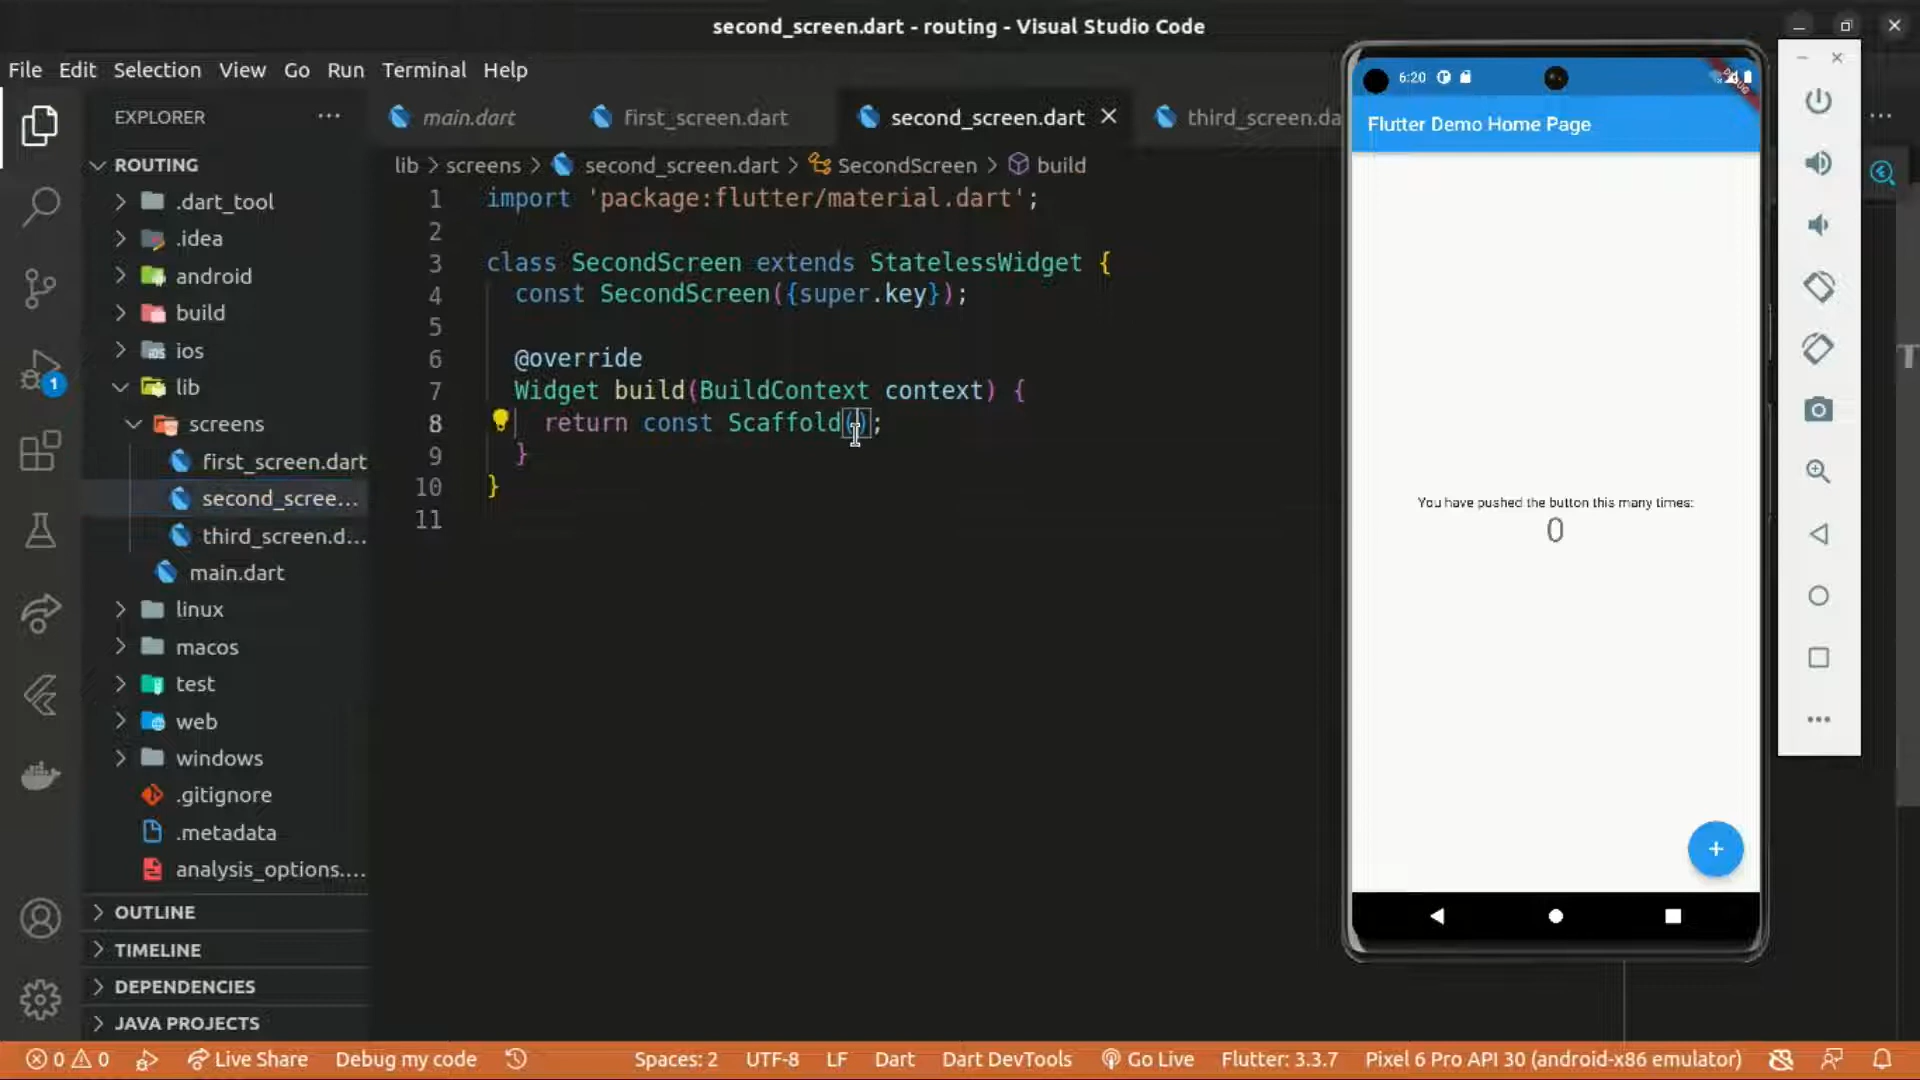 second_screen.dart - routing - Visual Studio Code
File Edit Selection View Go Run Terminal Help
EXPLORER
ROUTING
.dart_tool
.idea
android
build
ios
lib
screens
first_screen.dart
second_scree...
third_screen.d...
main.dart
linux
macos
test
web
windows
.gitignore
.metadata
analysis_options....
OUTLINE
TIMELINE
DEPENDENCIES
JAVA PROJECTS
1
main.dart first_screen.dart second_screen.dart third_screen.da
lib > screens > second_screen.dart > SecondScreen > build
1 import 'package:flutter/material.dart';
2
3 class SecondScreen extends StatelessWidget {
4 const SecondScreen({super.key});
5
6 @override
7 Widget build(BuildContext context) {
8 return const Scaffold();
9 }
10 }
11
6:20
Flutter Demo Home Page
You have pushed the button this many times:
0
+
0 0 Live Share Debug my code Spaces: 2 UTF-8 LF Dart Dart DevTools Go Live Flutter: 3.3.7 Pixel 6 Pro API 30 (android-x86 emulator)